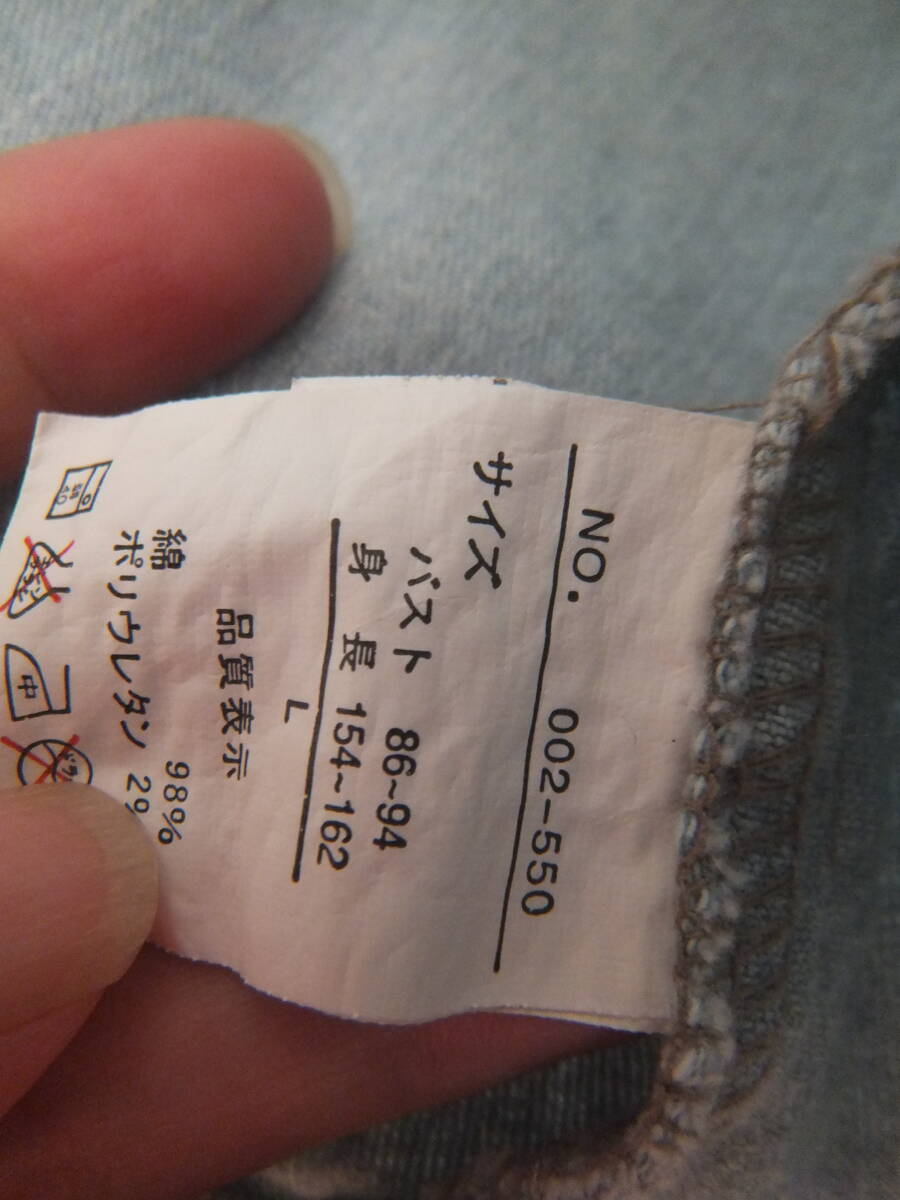 NO. 002-550
サイズ
バスト 86~94
身長 154~162
L
品質表示
綿 98%
ポリウレタン 2%
中